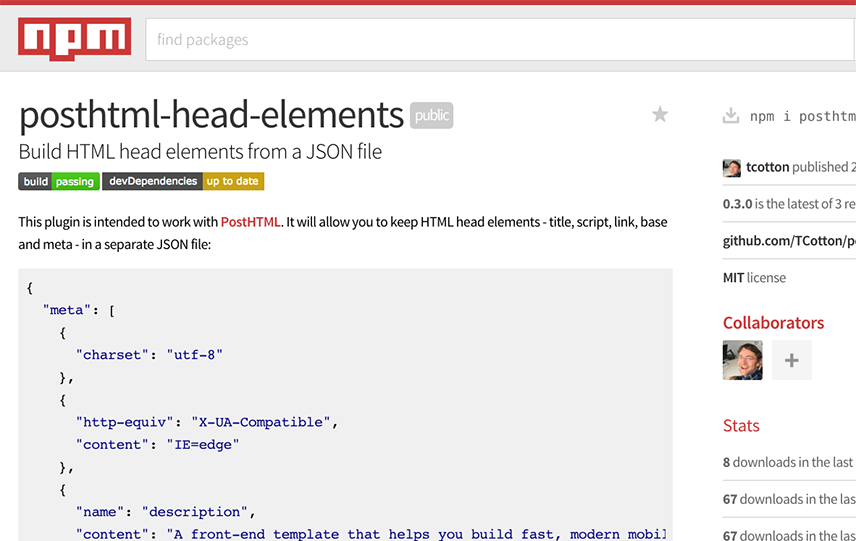 npm
find packages
posthtml-head-elements public
Build HTML head elements from a JSON file
build passing devDependencies up to date
This plugin is intended to work with PostHTML. It will allow you to keep HTML head elements - title, script, link, base
and meta - in a separate JSON file:
{
"meta": [
{
"charset": "utf-8"
},
{
"http-equiv": "X-UA-Compatible",
"content": "IE=edge"
},
{
"name": "description",
"content": "A front-end template that helps you build fast, modern mobil
npm i posthtm
tcotton published 2
0.3.0 is the latest of 3 re
github.com/TCotton/p
MIT license
Collaborators
+
Stats
8 downloads in the last
67 downloads in the las
67 downloads in the las